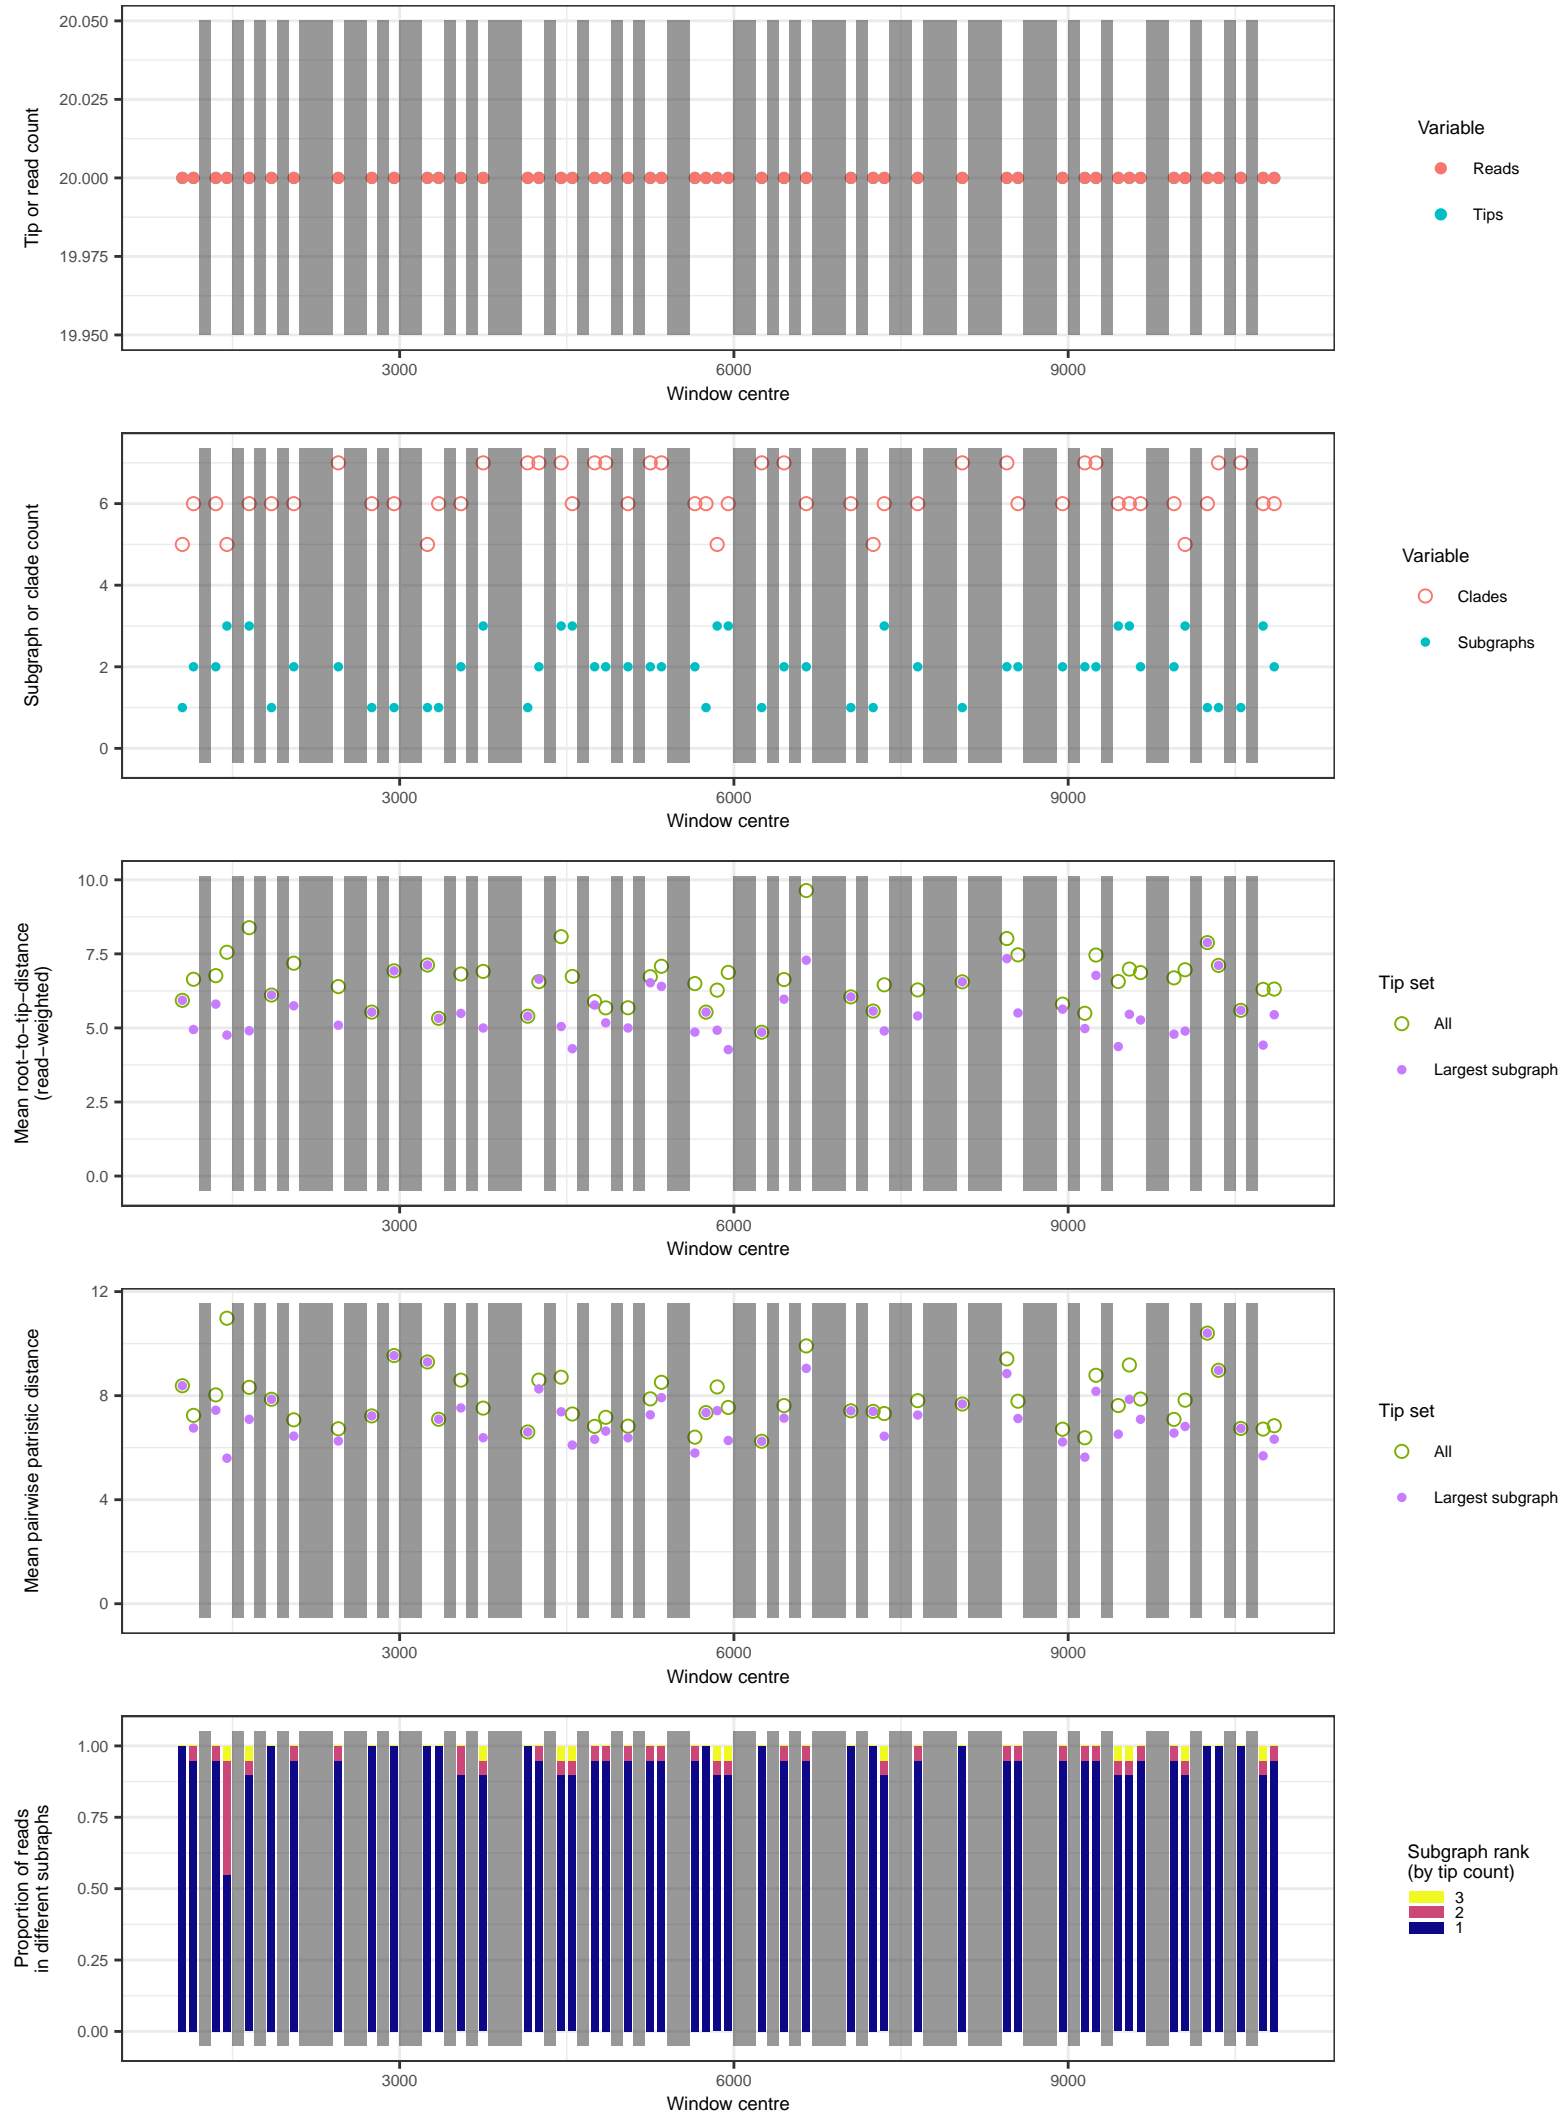 20.050
20.025
20.000
19.975
19.950
Tip or read count
3000
6000
9000
Window centre
Variable
Reads
Tips
6
4
2
0
Subgraph or clade count
3000
6000
9000
Window centre
Variable
Clades
Subgraphs
10.0
7.5
5.0
2.5
0.0
Mean root−to−tip−distance
(read−weighted)
3000
6000
9000
Window centre
Tip set
All
Largest subgraph
12
8
4
0
Mean pairwise patristic distance
3000
6000
9000
Window centre
Tip set
All
Largest subgraph
1.00
0.75
0.50
0.25
0.00
Proportion of reads
in different subraphs
3000
6000
9000
Window centre
Subgraph rank
(by tip count)
3
2
1